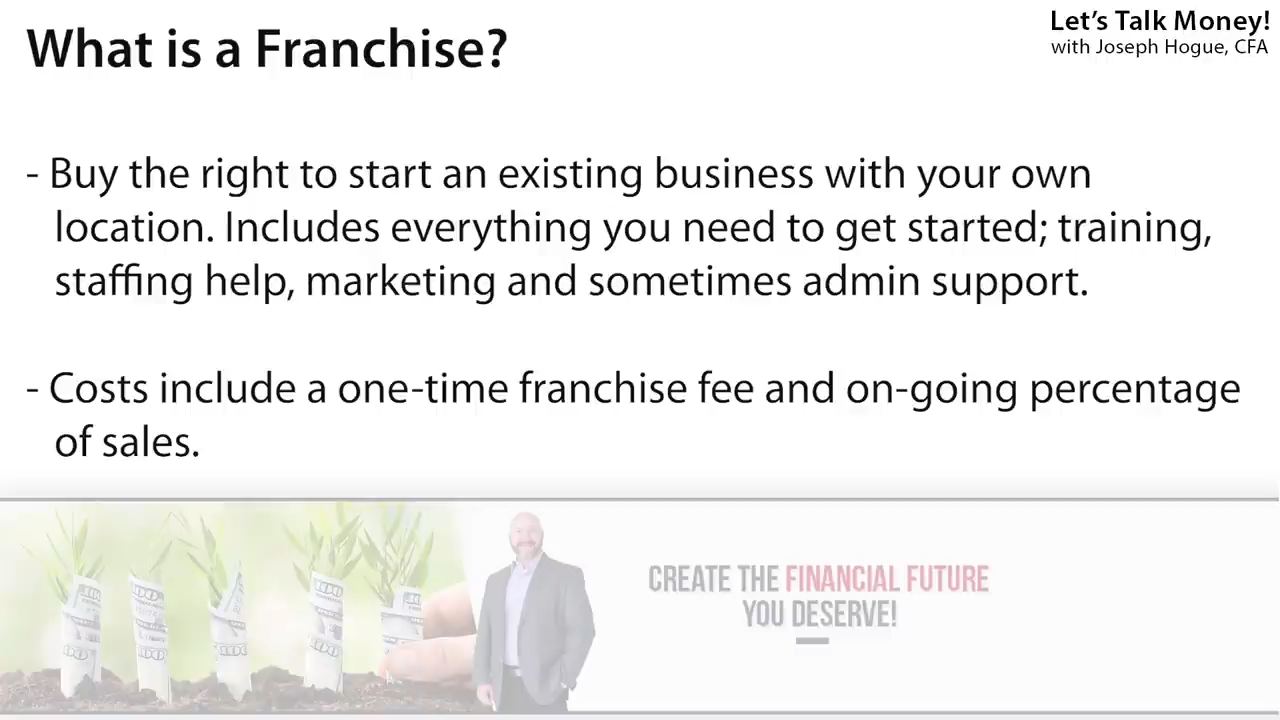 What is a Franchise?
Let's Talk Money!
with Joseph Hogue, CFA
- Buy the right to start an existing business with your own
location. Includes everything you need to get started; training,
staffing help, marketing and sometimes admin support.
- Costs include a one-time franchise fee and on-going percentage
of sales.
CREATE THE FINANCIAL FUTURE
YOU DESERVE!